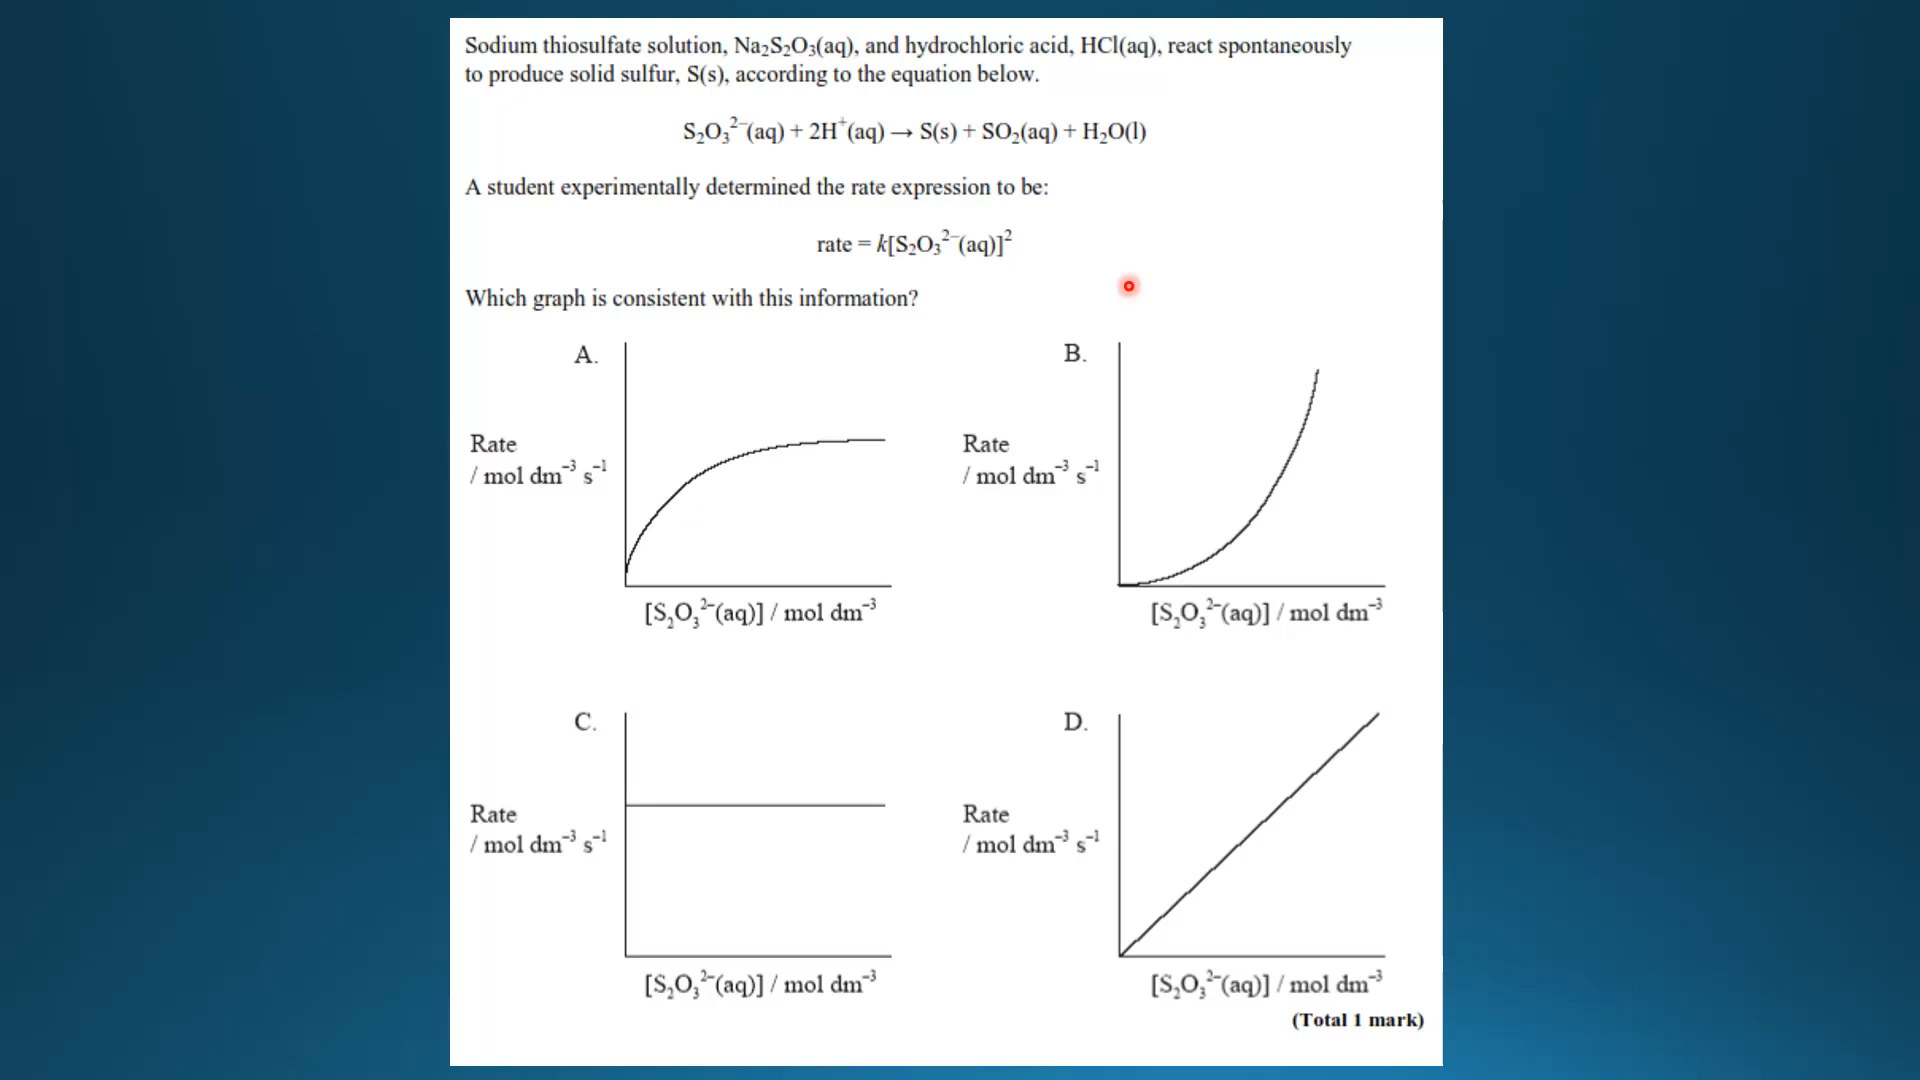 Sodium thiosulfate solution, Na₂S₂O₃(aq), and hydrochloric acid, HCl(aq), react spontaneously
to produce solid sulfur, S(s), according to the equation below.
S₂O₃²⁻(aq) + 2H⁺(aq) → S(s) + SO₂(aq) + H₂O(l)
A student experimentally determined the rate expression to be:
rate = k[S₂O₃²⁻(aq)]²
Which graph is consistent with this information?
A.
Rate
/ mol dm⁻³ s⁻¹
[S₂O₃²⁻(aq)] / mol dm⁻³
B.
Rate
/ mol dm⁻³ s⁻¹
[S₂O₃²⁻(aq)] / mol dm⁻³
C.
Rate
/ mol dm⁻³ s⁻¹
[S₂O₃²⁻(aq)] / mol dm⁻³
D.
Rate
/ mol dm⁻³ s⁻¹
[S₂O₃²⁻(aq)] / mol dm⁻³
(Total 1 mark)